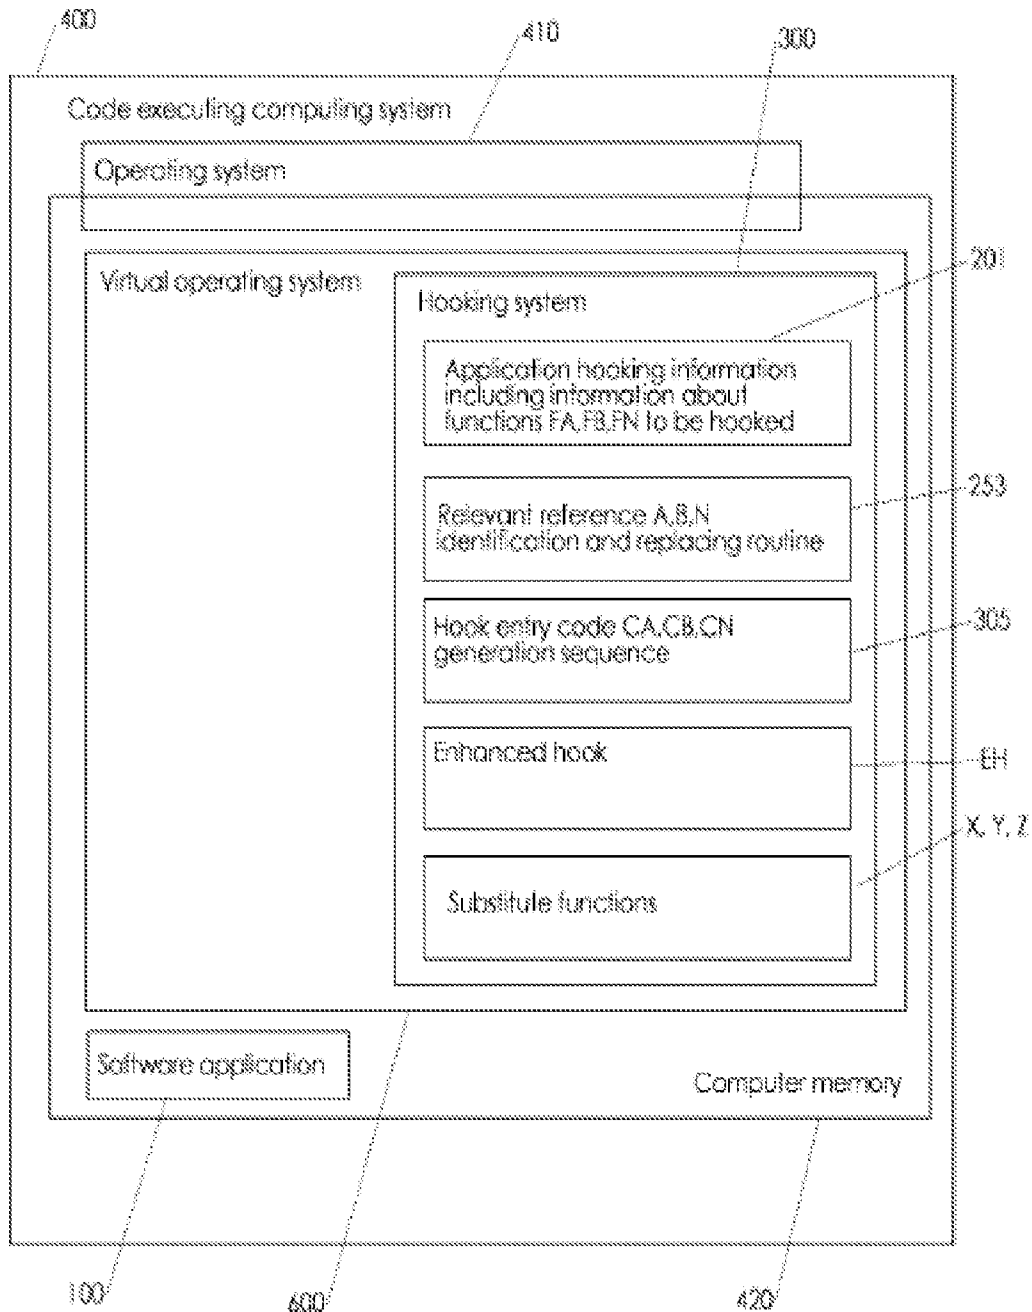 400
410
300
Code executing computing system
Operating system
201
Virtual operating system
Hooking system
Application hooking information
including information about
functions FA,FB,FN to be hooked
253
Relevant reference A,B,N
identification and replacing routine
305
Hook entry code CA,CB,CN
generation sequence
Enhanced hook
EH
X, Y, Z
Substitute functions
Software application
Computer memory
100
600
420